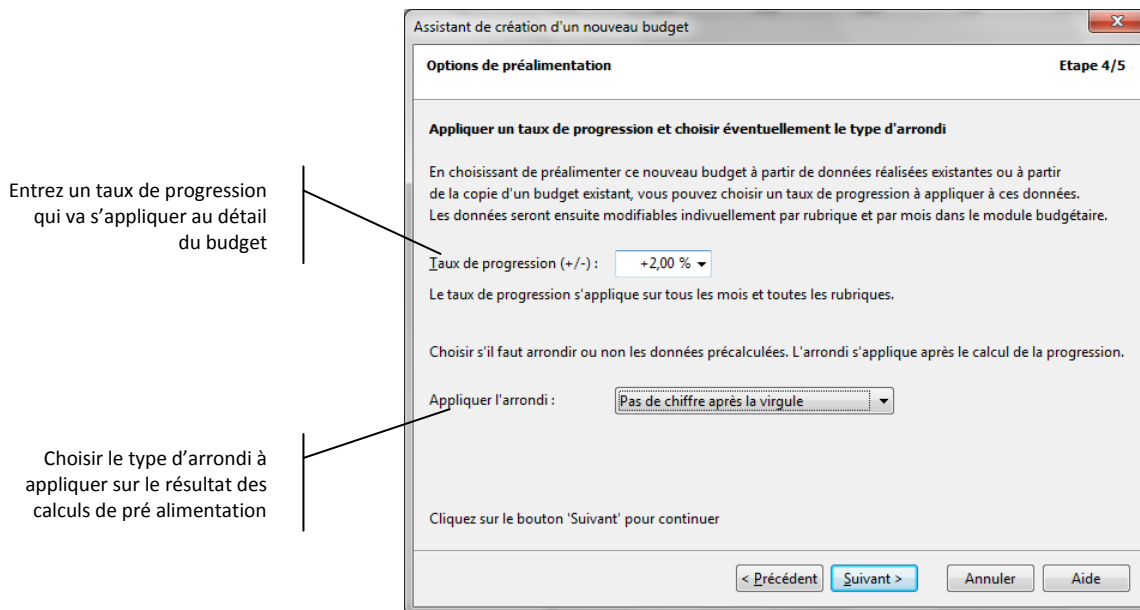 Assistant de création d'un nouveau budget
Options de préalimentation
Etape 4/5
Appliquer un taux de progression et choisir éventuellement le type d'arrondi
En choisissant de préalimenter ce nouveau budget à partir de données réalisées existantes ou à partir
de la copie d'un budget existant, vous pouvez choisir un taux de progression à appliquer à ces données.
Les données seront ensuite modifiables indivuellement par rubrique et par mois dans le module budgétaire.
Entrez un taux de progression
qui va s’appliquer au détail
du budget
Taux de progression (+/-) :
+2,00 %
Le taux de progression s'applique sur tous les mois et toutes les rubriques.
Choisir s'il faut arrondir ou non les données précalculées. L'arrondi s'applique après le calcul de la progression.
Appliquer l'arrondi :
Pas de chiffre après la virgule
Choisir le type d’arrondi à
appliquer sur le résultat des
calculs de pré alimentation
Cliquez sur le bouton 'Suivant' pour continuer
< Précédent
Suivant >
Annuler
Aide